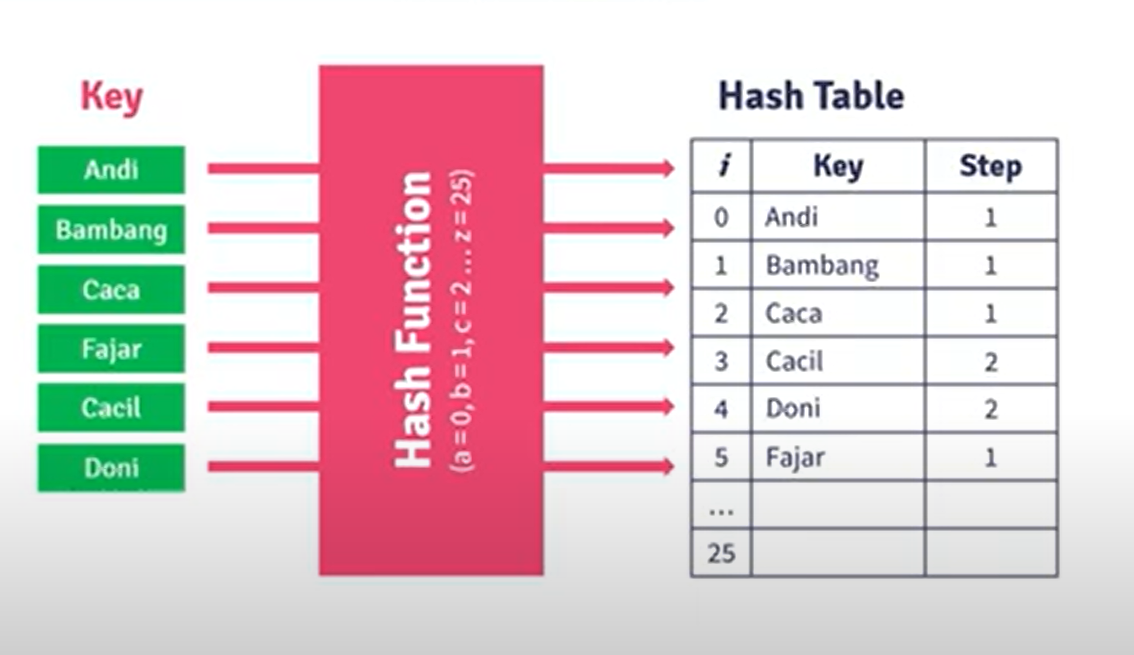 Key
Andi
Bambang
Caca
Fajar
Cacil
Doni
Hash Function
(a = 0, b = 1, c = 2 ... z = 25)
Hash Table
i Key Step
0 Andi 1
1 Bambang 1
2 Caca 1
3 Cacil 2
4 Doni 2
5 Fajar 1
...
25